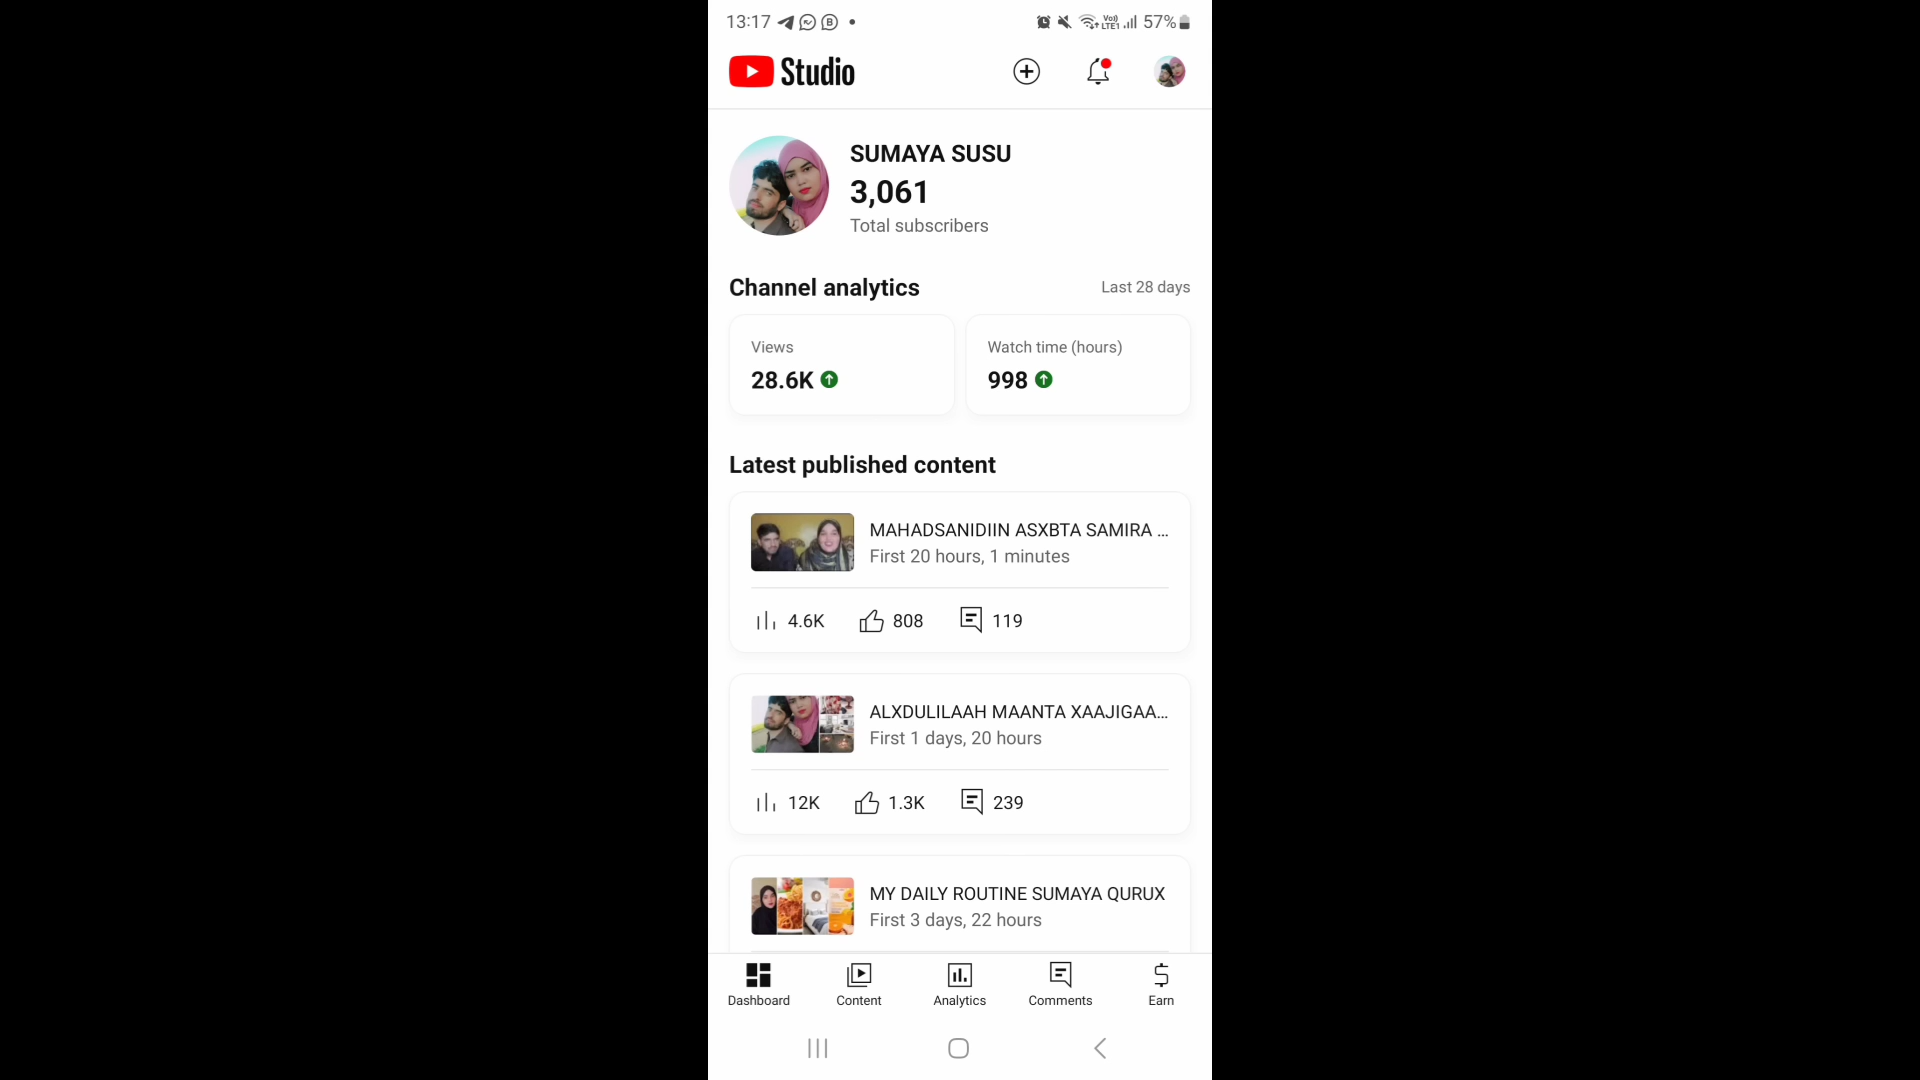 13:17
Vo)) LTE1 57%
Studio
SUMAYA SUSU
3,061
Total subscribers
Channel analytics
Last 28 days
Views
28.6K
Watch time (hours)
998
Latest published content
MAHADSANIDIIN ASXBTA SAMIRA ...
First 20 hours, 1 minutes
4.6K 808 119
ALXDULILAAH MAANTA XAAJIGAA...
First 1 days, 20 hours
12K 1.3K 239
MY DAILY ROUTINE SUMAYA QURUX
First 3 days, 22 hours
Dashboard Content Analytics Comments Earn